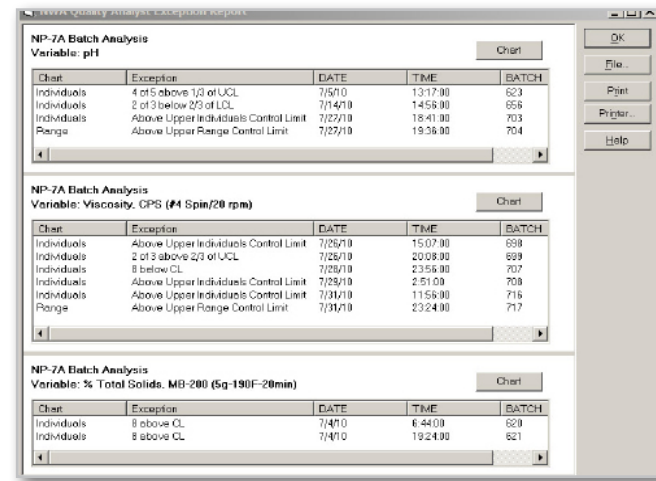 NWA Quality Analyst Exception Report
NP-7A Batch Analysis
Variable: pH
Chart
Chart Exception DATE TIME BATCH
Individuals 4 of 5 above 1/3 of UCL 7/5/10 13:17:00 623
Individuals 2 of 3 below 2/3 of LCL 7/14/10 14:56:00 656
Individuals Above Upper Individuals Control Limit 7/27/10 18:41:00 703
Range Above Upper Range Control Limit 7/27/10 19:36:00 704
NP-7A Batch Analysis
Variable: Viscosity, CPS (#4 Spin/20 rpm)
Chart
Chart Exception DATE TIME BATCH
Individuals Above Upper Individuals Control Limit 7/26/10 15:07:00 698
Individuals 2 of 3 above 2/3 of UCL 7/26/10 20:08:00 699
Individuals 8 below CL 7/28/10 23:56:00 707
Individuals Above Upper Individuals Control Limit 7/29/10 2:51:00 708
Individuals Above Upper Individuals Control Limit 7/31/10 11:56:00 716
Range Above Upper Range Control Limit 7/31/10 23:24:00 717
NP-7A Batch Analysis
Variable: % Total Solids, MB-200 (5g-190F-20min)
Chart
Chart Exception DATE TIME BATCH
Individuals 8 above CL 7/4/10 6:44:00 620
Individuals 8 above CL 7/4/10 19:24:00 621
OK
File..
Print
Printer..
Help